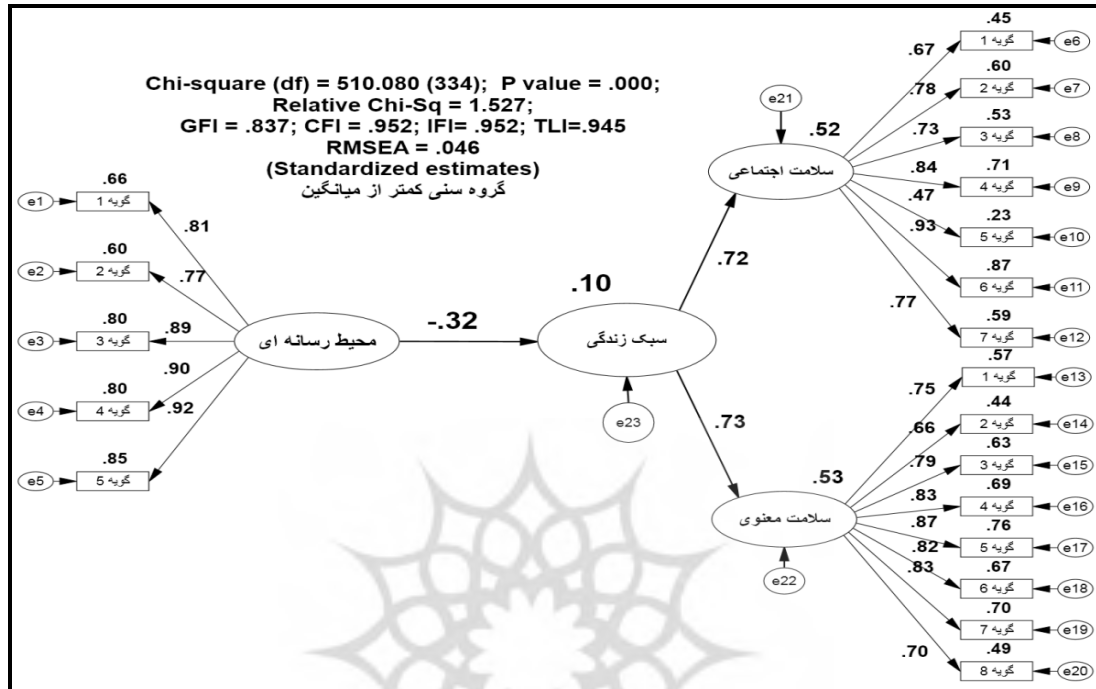 Chi-square (df) = 510.080 (334); P value = .000;
Relative Chi-Sq = 1.527;
GFI = .837; CFI = .952; IFI= .952; TLI=.945
RMSEA = .046
(Standardized estimates)
گروه سنی کمتر از میانگین
.66
e1
گویه 1
.81
.60
e2
گویه 2
.77
.80
e3
گویه 3
.89
.80
e4
گویه 4
.90
.85
e5
گویه 5
.92
محیط رسانه ای
-.32
.10
سبک زندگی
e23
.72
.73
e21
.52
سلامت اجتماعی
.67
.45
گویه 1
e6
.78
.60
گویه 2
e7
.73
.53
گویه 3
e8
.84
.71
گویه 4
e9
.47
.23
گویه 5
e10
.93
.87
گویه 6
e11
.77
.59
گویه 7
e12
.53
سلامت معنوی
e22
.75
.57
گویه 1
e13
.66
.44
گویه 2
e14
.79
.63
گویه 3
e15
.83
.69
گویه 4
e16
.87
.76
گویه 5
e17
.82
.67
گویه 6
e18
.83
.70
گویه 7
e19
.70
.49
گویه 8
e20